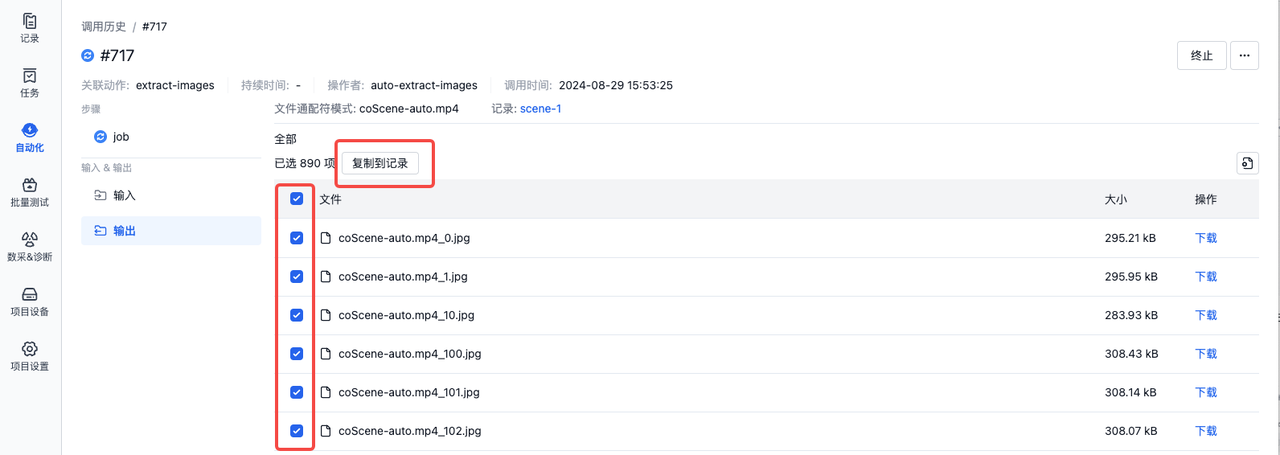 记录
任务
自动化
批量测试
数采&诊断
项目设备
项目设置
调用历史 / #717
#717
终止
...
关联动作: extract-images 持续时间: - 操作者: auto-extract-images 调用时间: 2024-08-29 15:53:25
步骤
job
输入 & 输出
输入
输出
文件通配符模式: coScene-auto.mp4 记录: scene-1
全部
已选 890 项 复制到记录
文件 大小 操作
coScene-auto.mp4_0.jpg 295.21 kB 下载
coScene-auto.mp4_1.jpg 295.95 kB 下载
coScene-auto.mp4_10.jpg 283.93 kB 下载
coScene-auto.mp4_100.jpg 308.43 kB 下载
coScene-auto.mp4_101.jpg 308.14 kB 下载
coScene-auto.mp4_102.jpg 308.07 kB 下载